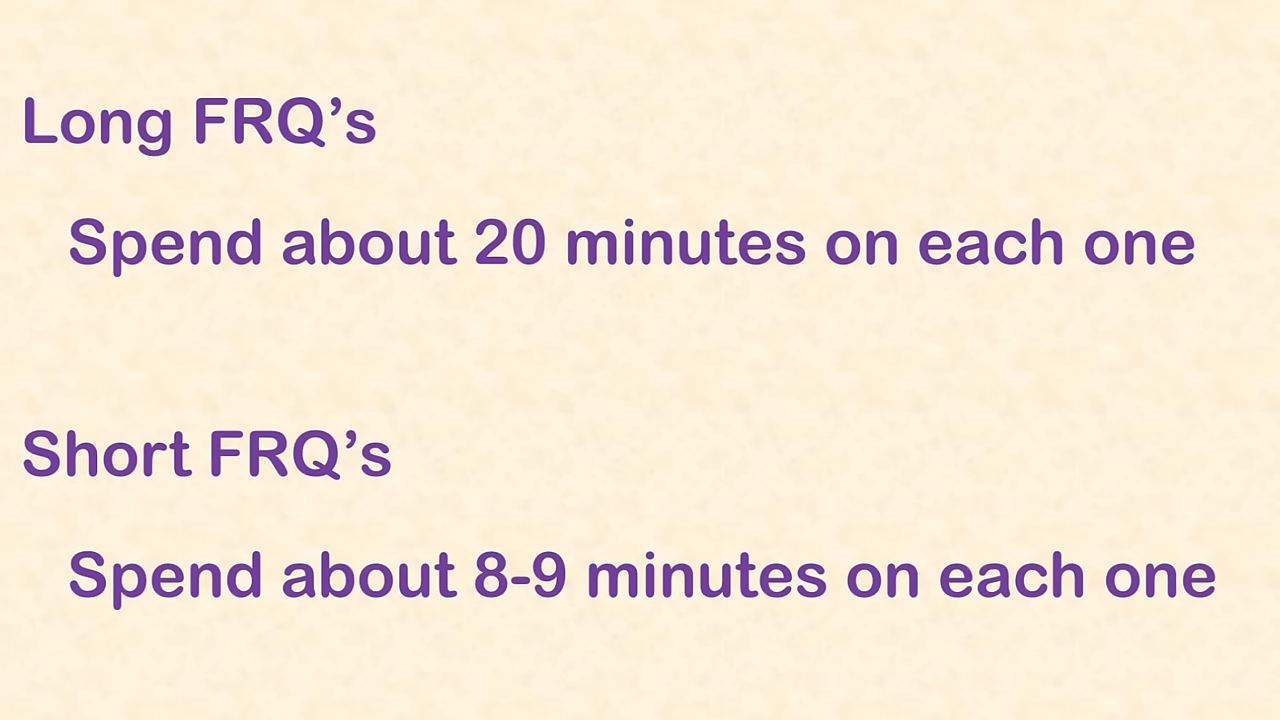 Long FRQ’s
Spend about 20 minutes on each one
Short FRQ’s
Spend about 8-9 minutes on each one